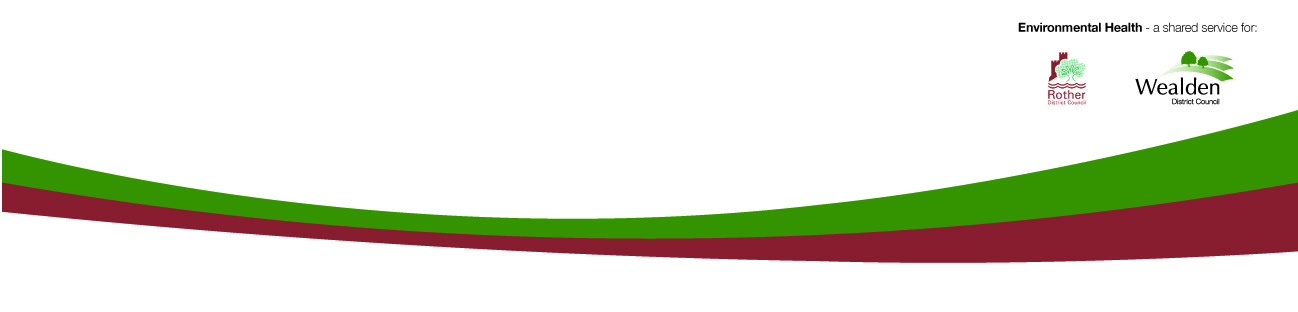 Environmental Health - a shared service for:
Rother
District Council
Wealden
District Council